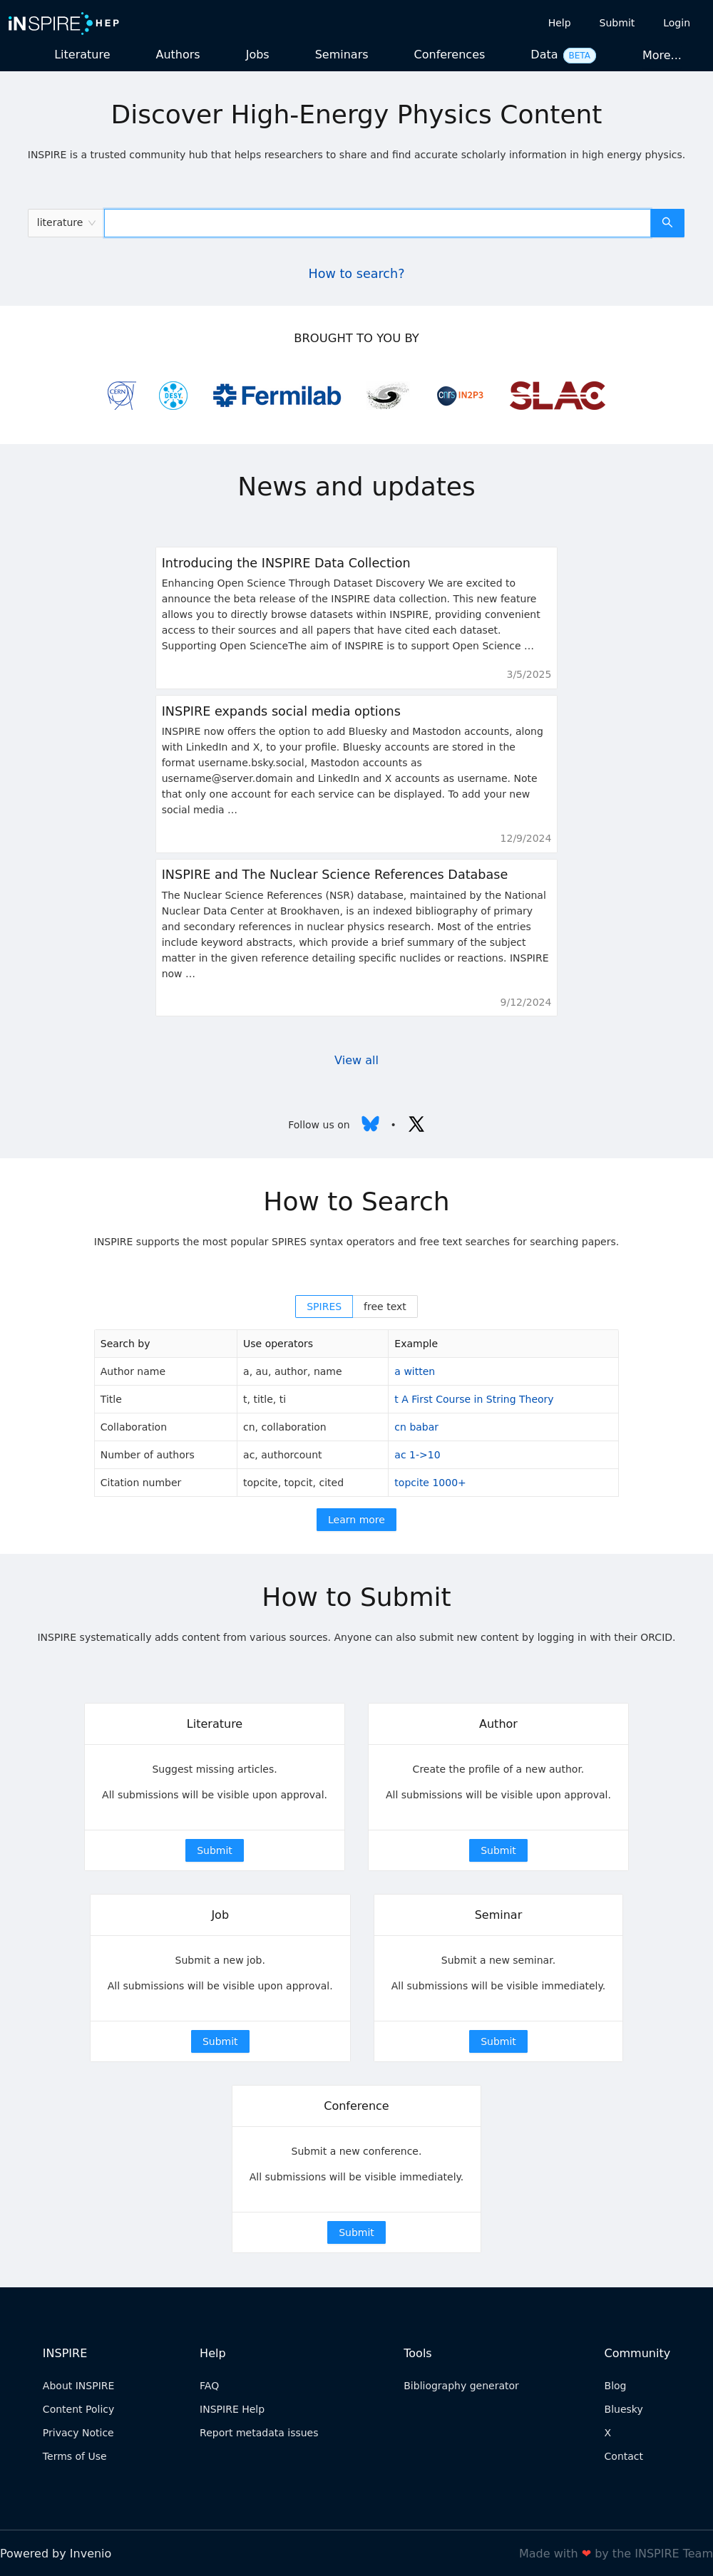 iNSPIRE HEP
Help Submit Login
Literature Authors Jobs Seminars Conferences Data BETA More...
Discover High-Energy Physics Content
INSPIRE is a trusted community hub that helps researchers to share and find accurate scholarly information in high energy physics.
literature
How to search?
BROUGHT TO YOU BY
CERN DESY. Fermilab cnrs IN2P3 SLAC
News and updates
Introducing the INSPIRE Data Collection
Enhancing Open Science Through Dataset Discovery We are excited to
announce the beta release of the INSPIRE data collection. This new feature
allows you to directly browse datasets within INSPIRE, providing convenient
access to their sources and all papers that have cited each dataset.
Supporting Open ScienceThe aim of INSPIRE is to support Open Science …
3/5/2025
INSPIRE expands social media options
INSPIRE now offers the option to add Bluesky and Mastodon accounts, along
with LinkedIn and X, to your profile. Bluesky accounts are stored in the
format username.bsky.social, Mastodon accounts as
username@server.domain and LinkedIn and X accounts as username. Note
that only one account for each service can be displayed. To add your new
social media …
12/9/2024
INSPIRE and The Nuclear Science References Database
The Nuclear Science References (NSR) database, maintained by the National
Nuclear Data Center at Brookhaven, is an indexed bibliography of primary
and secondary references in nuclear physics research. Most of the entries
include keyword abstracts, which provide a brief summary of the subject
matter in the given reference detailing specific nuclides or reactions. INSPIRE
now …
9/12/2024
View all
Follow us on •
How to Search
INSPIRE supports the most popular SPIRES syntax operators and free text searches for searching papers.
SPIRES free text
Search by Use operators Example
Author name a, au, author, name a witten
Title t, title, ti t A First Course in String Theory
Collaboration cn, collaboration cn babar
Number of authors ac, authorcount ac 1->10
Citation number topcite, topcit, cited topcite 1000+
Learn more
How to Submit
INSPIRE systematically adds content from various sources. Anyone can also submit new content by logging in with their ORCID.
Literature
Suggest missing articles.
All submissions will be visible upon approval.
Submit
Author
Create the profile of a new author.
All submissions will be visible upon approval.
Submit
Job
Submit a new job.
All submissions will be visible upon approval.
Submit
Seminar
Submit a new seminar.
All submissions will be visible immediately.
Submit
Conference
Submit a new conference.
All submissions will be visible immediately.
Submit
INSPIRE
About INSPIRE
Content Policy
Privacy Notice
Terms of Use
Help
FAQ
INSPIRE Help
Report metadata issues
Tools
Bibliography generator
Community
Blog
Bluesky
X
Contact
Powered by Invenio
Made with ❤ by the INSPIRE Team